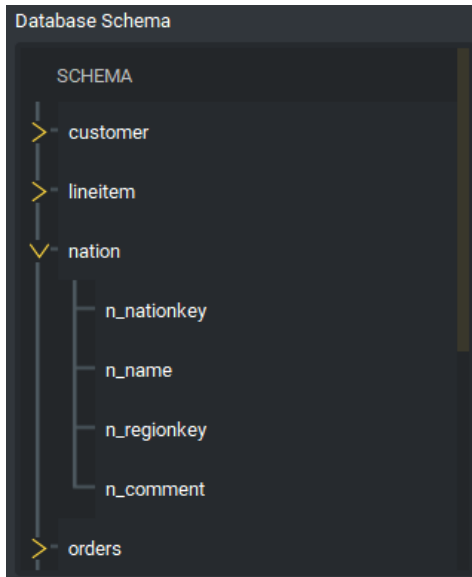 Database Schema
SCHEMA
customer
lineitem
nation
n_nationkey
n_name
n_regionkey
n_comment
orders